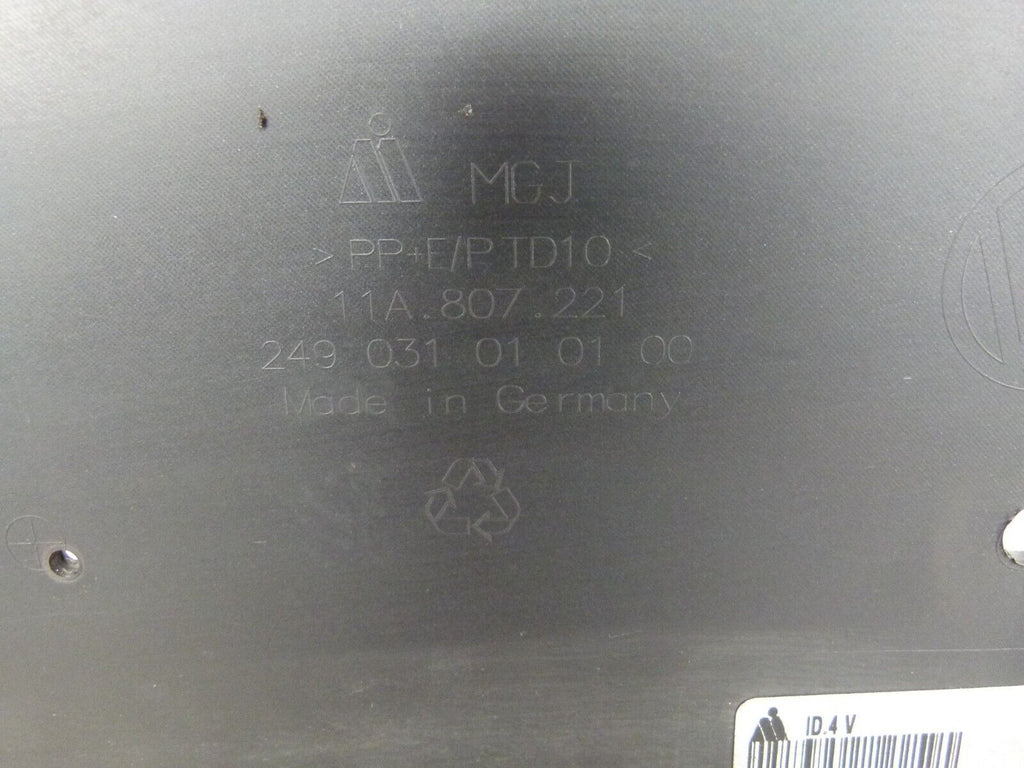 MGJ
> PP+E/P TD10 <
11A.807.221
249 031 01 01 00
Made in Germany
ID.4 V